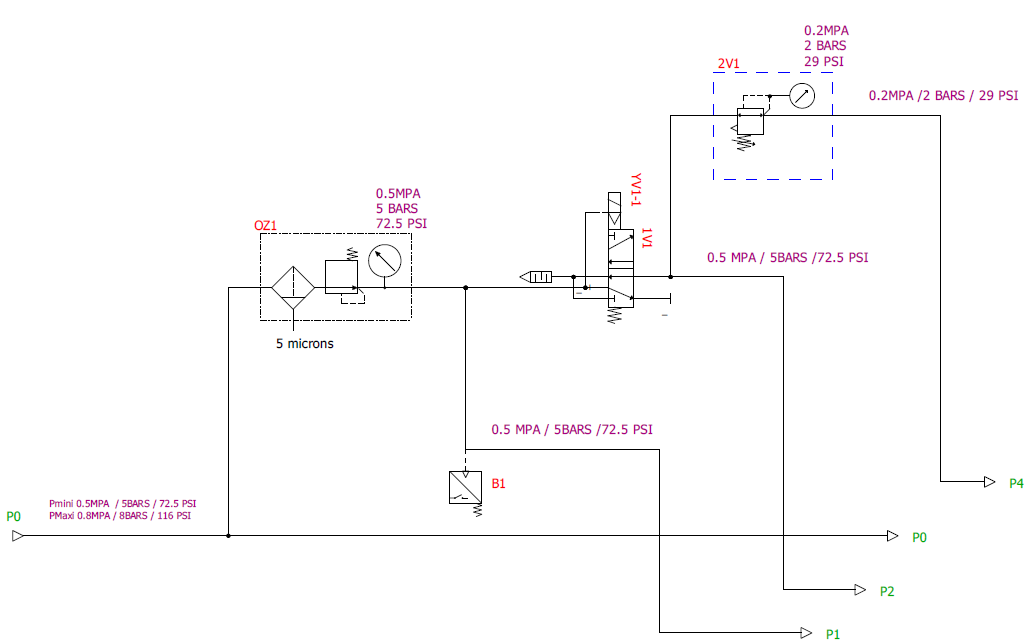 0.2MPA
2 BARS
29 PSI
2V1
0.2MPA /2 BARS / 29 PSI
0.5MPA
5 BARS
72.5 PSI
OZ1
YV1-1
1V1
0.5 MPA / 5BARS /72.5 PSI
5 microns
0.5 MPA / 5BARS /72.5 PSI
B1
P4
Pmini 0.5MPA / 5BARS / 72.5 PSI
PMaxi 0.8MPA / 8BARS / 116 PSI
P0
P0
P2
P1